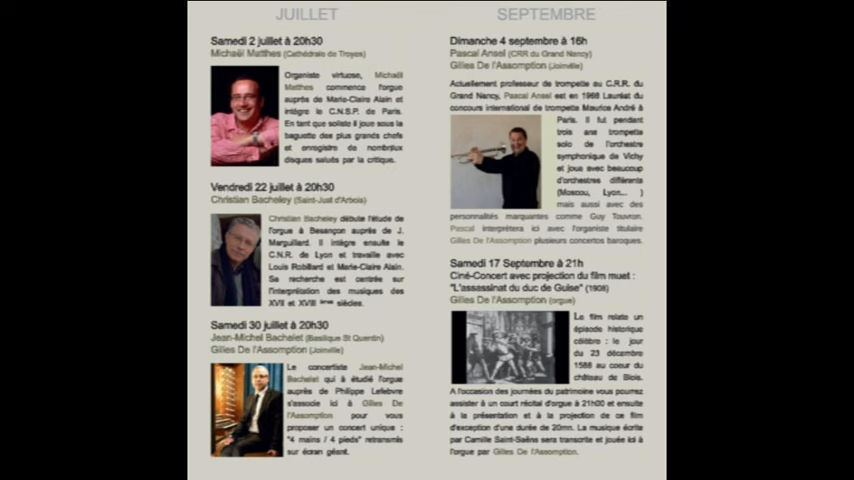 JUILLET
Samedi 2 juillet à 20h30
Michaël Matthes (Cathédrale de Troyes)
Organiste virtuose, Michaël
Matthes commence l'orgue
auprès de Marie-Claire Alain et
intègre le C.N.S.P. de Paris.
En tant que soliste il joue sous la
baguette des plus grands chefs
et enregistre de nombreux
disques salués par la critique.
Vendredi 22 juillet à 20h30
Christian Bacheley (Saint-Just d'Arbois)
Christian Bacheley débute l'étude de
l'orgue à Besançon auprès de J.
Marguillard. Il intègre ensuite le
C.N.R. de Lyon et travaille avec
Louis Robillard et Marie-Claire Alain.
Sa recherche est centrée sur
l'interprétation des musiques des
XVII et XVIII ème siècles.
Samedi 30 juillet à 20h30
Jean-Michel Bachelet (Basilique St Quentin)
Gilles De l'Assomption (Joinville)
Le concertiste Jean-Michel
Bachelet qui à étudié l'orgue
auprès de Philippe Lefebvre
s'associe ici à Gilles De
l'Assomption pour vous
proposer un concert unique :
"4 mains / 4 pieds" retransmis
sur écran géant.
SEPTEMBRE
Dimanche 4 septembre à 16h
Pascal Ansel (CRR du Grand Nancy)
Gilles De l'Assomption (Joinville)
Actuellement professeur de trompette au C.R.R. du
Grand Nancy, Pascal Ansel est en 1988 Lauréat du
concours international de trompette Maurice André à
Paris. Il fut pendant
trois ans trompette
solo de l'orchestre
symphonique de Vichy
et joua avec beaucoup
d'orchestres différents
(Moscou, Lyon... )
mais aussi avec des
personnalités marquantes comme Guy Touvron.
Pascal interprètera ici avec l'organiste titulaire
Gilles De l'Assomption plusieurs concertos baroques.
Samedi 17 Septembre à 21h
Ciné-Concert avec projection du film muet :
"L'assassinat du duc de Guise" (1908)
Gilles De l'Assomption (orgue)
Le film relate un
épisode historique
célèbre : le jour
du 23 décembre
1588 au coeur du
château de Blois.
A l'occasion des journées du patrimoine vous pourrez
assister à un court récital d'orgue à 21h00 et ensuite
à la présentation et à la projection de ce film
d'exception d'une durée de 20mn. La musique écrite
par Camille Saint-Saëns sera transcrite et jouée ici à
l'orgue par Gilles De l'Assomption.